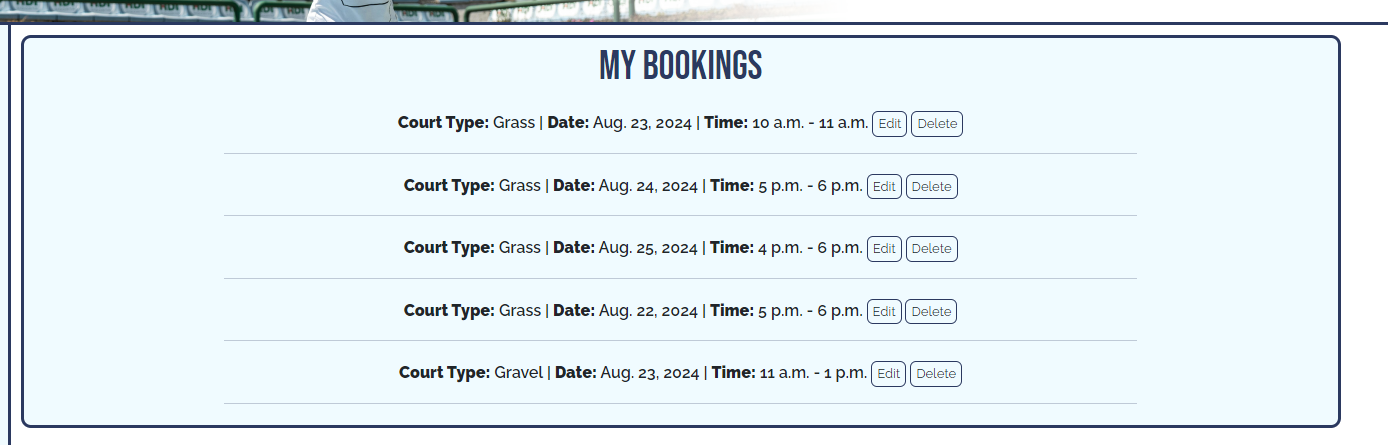 MY BOOKINGS
Court Type: Grass | Date: Aug. 23, 2024 | Time: 10 a.m. - 11 a.m. Edit Delete
Court Type: Grass | Date: Aug. 24, 2024 | Time: 5 p.m. - 6 p.m. Edit Delete
Court Type: Grass | Date: Aug. 25, 2024 | Time: 4 p.m. - 6 p.m. Edit Delete
Court Type: Grass | Date: Aug. 22, 2024 | Time: 5 p.m. - 6 p.m. Edit Delete
Court Type: Gravel | Date: Aug. 23, 2024 | Time: 11 a.m. - 1 p.m. Edit Delete